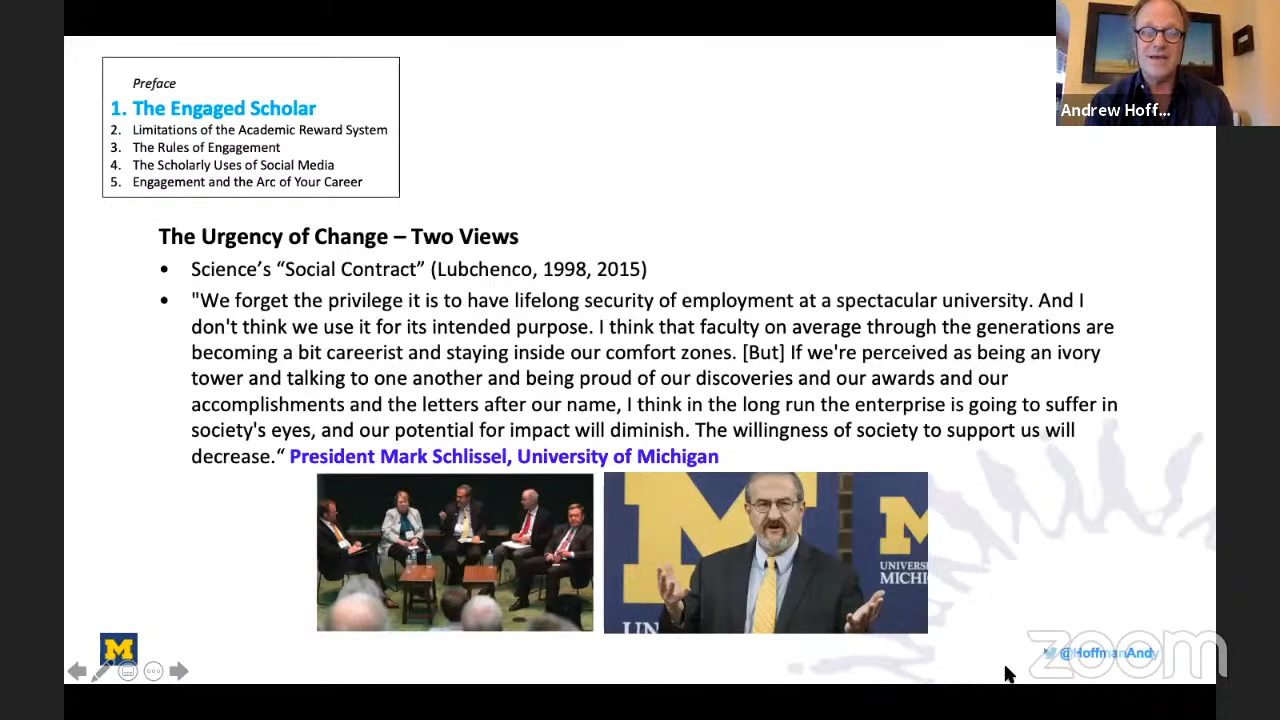 Preface
1. The Engaged Scholar
2. Limitations of the Academic Reward System
3. The Rules of Engagement
4. The Scholarly Uses of Social Media
5. Engagement and the Arc of Your Career
Andrew Hoff...
The Urgency of Change – Two Views
• Science's “Social Contract” (Lubchenco, 1998, 2015)
• "We forget the privilege it is to have lifelong security of employment at a spectacular university. And I
don't think we use it for its intended purpose. I think that faculty on average through the generations are
becoming a bit careerist and staying inside our comfort zones. [But] If we're perceived as being an ivory
tower and talking to one another and being proud of our discoveries and our awards and our
accomplishments and the letters after our name, I think in the long run the enterprise is going to suffer in
society's eyes, and our potential for impact will diminish. The willingness of society to support us will
decrease.“ President Mark Schlissel, University of Michigan
M
M
UNIVERS
MICHI
UN
M
@HoffmanAndy
zoom